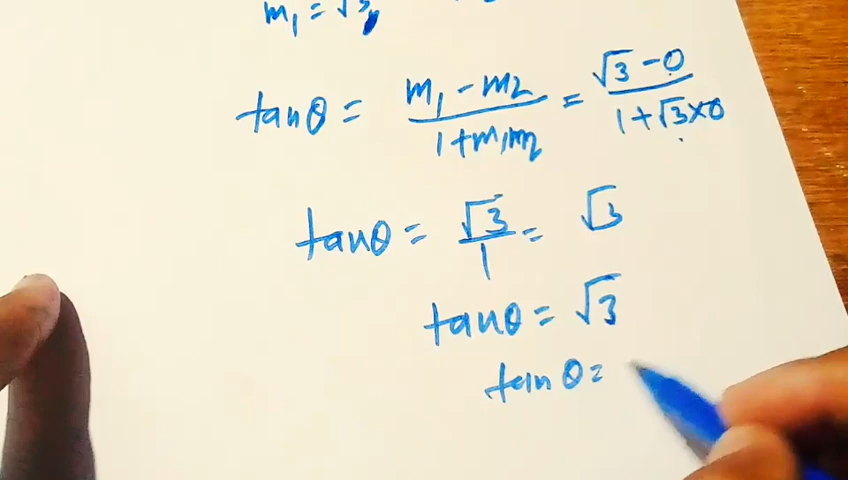 m₁ = √3,
tanθ = (m₁ - m₂)/(1 + m₁m₂) = (√3 - 0)/(1 + √3×0)
tanθ = √3/1 = √3
tanθ = √3
tanθ =